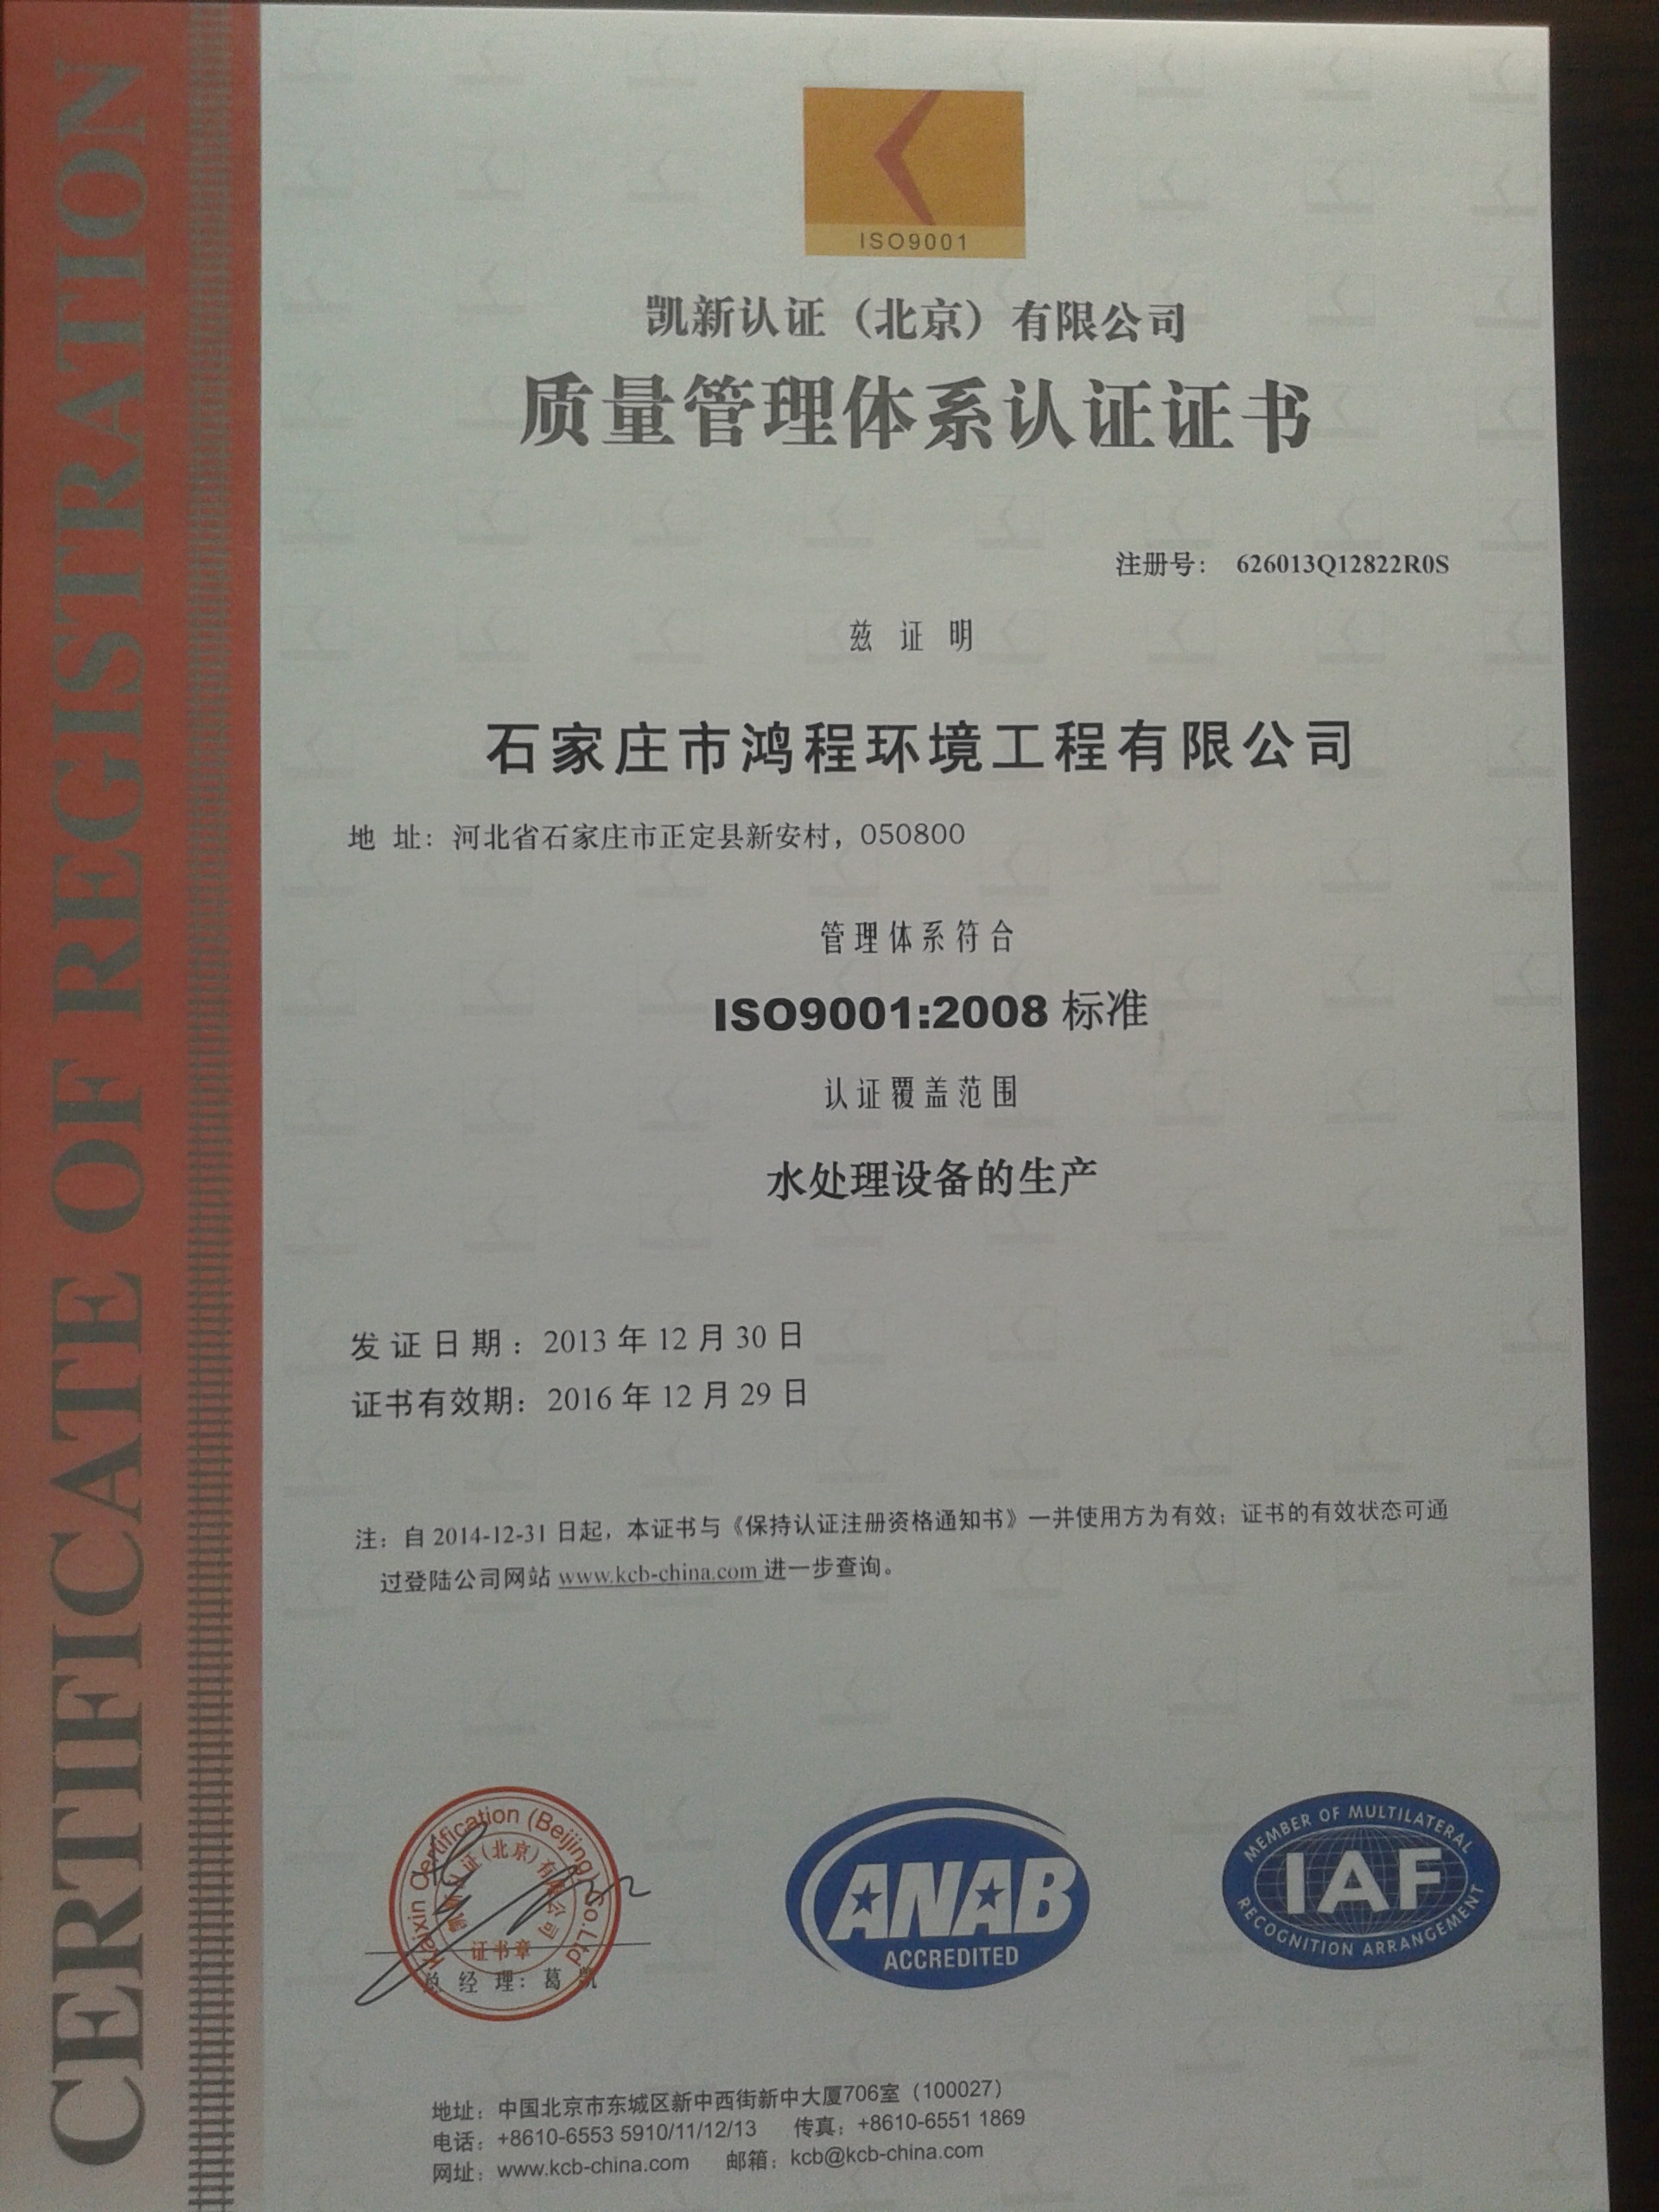 CERTIFICATE OF REGISTRATION
ISO9001
凯新认证（北京）有限公司
质量管理体系认证证书
注册号： 626013Q12822R0S
兹 证 明
石家庄市鸿程环境工程有限公司
地 址：河北省石家庄市正定县新安村，050800
管理体系符合
ISO9001:2008 标准
认证覆盖范围
水处理设备的生产
发证日期：2013 年 12 月 30 日
证书有效期：2016 年 12 月 29 日
注：自 2014-12-31 日起，本证书与《保持认证注册资格通知书》一并使用方为有效；证书的有效状态可通
过登陆公司网站 www.kcb-china.com 进一步查询。
Kaixin Certification (Beijing) Co.Ltd
凯新认证(北京)有限公司
证书章
总 经 理：葛 凯
ANAB
ACCREDITED
MEMBER OF MULTILATERAL
IAF
RECOGNITION ARRANGEMENT
地址：中国北京市东城区新中西街新中大厦706室（100027）
电话：+8610-6553 5910/11/12/13 传真：+8610-6551 1869
网址：www.kcb-china.com 邮箱：kcb@kcb-china.com